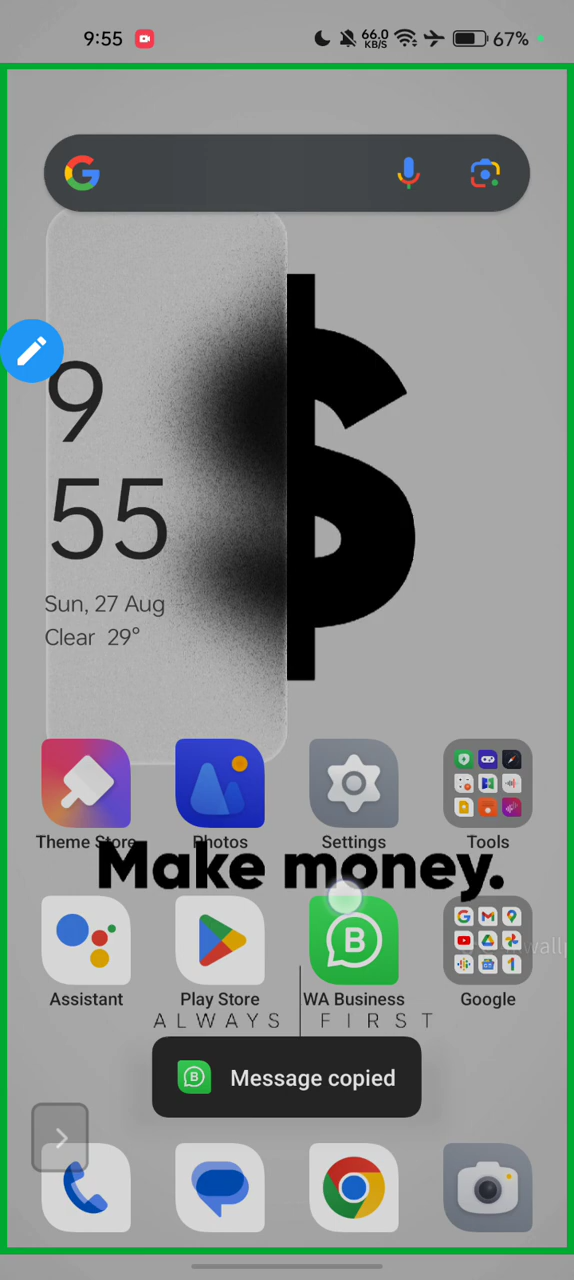 9:55
66.0
KB/S
67%
9
55
Sun, 27 Aug
Clear 29°
Theme Store
Photos
Settings
Tools
Make money.
Assistant
Play Store
WA Business
Google
ALWAYS FIRST
Message copied